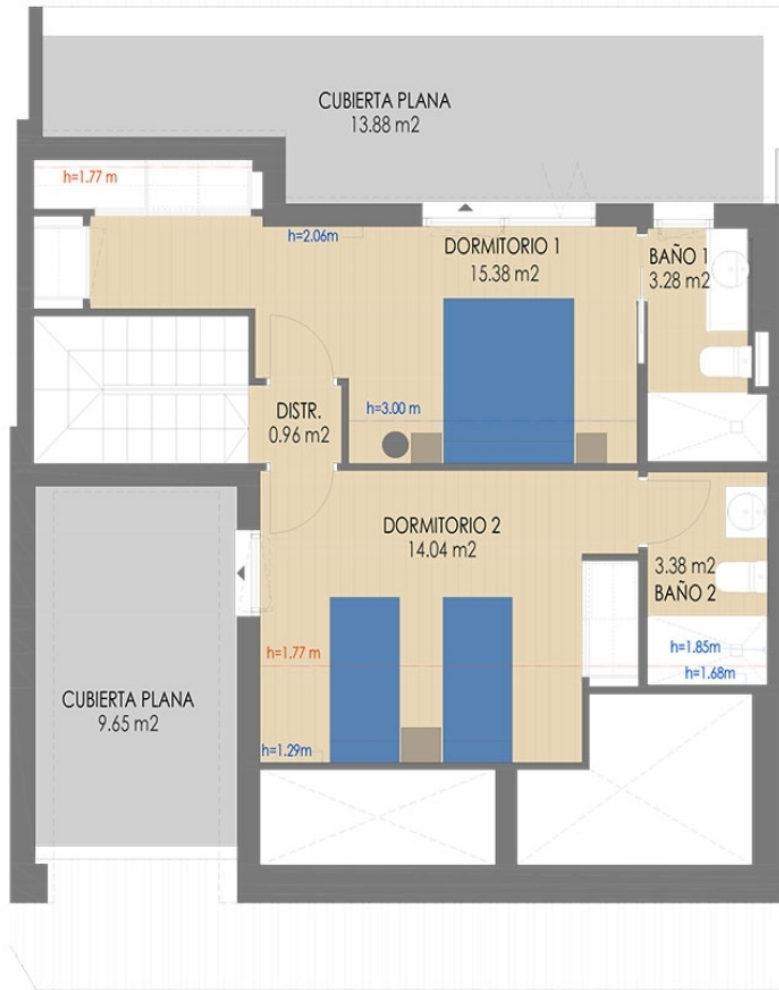 CUBIERTA PLANA
13.88 m2
h=1.77 m
h=2.06m
DORMITORIO 1
15.38 m2
BAÑO 1
3.28 m2
DISTR.
0.96 m2
h=3.00 m
DORMITORIO 2
14.04 m2
3.38 m2
BAÑO 2
h=1.77 m
h=1.85m
h=1.68m
CUBIERTA PLANA
9.65 m2
h=1.29m